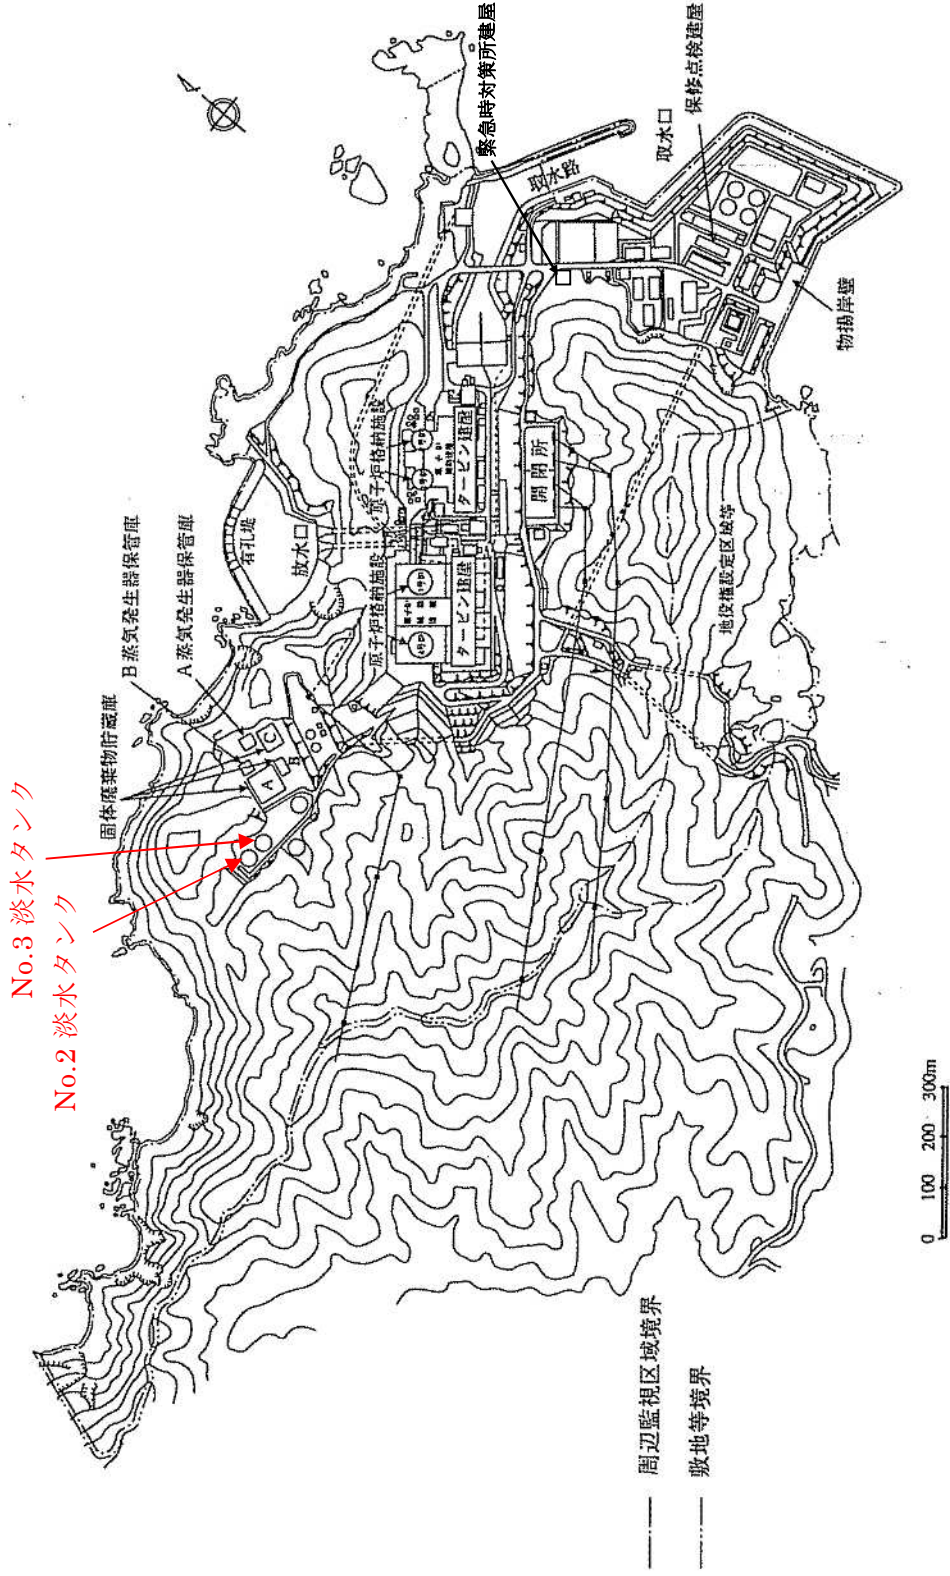 No.3 淡水タンク
No.2 淡水タンク
固体廃棄物貯蔵庫
B蒸気発生器保管庫
A蒸気発生器保管庫
A
B
C
有孔堤
放水口
原子炉格納施設
原子炉格納施設
4号炉
3号炉
タービン建屋
タービン建屋
開閉所
緊急時対策所建屋
取水路
取水口
保修点検建屋
物揚岸壁
地役権設定区域等
周辺監視区域境界
敷地等境界
0 100 200 300m